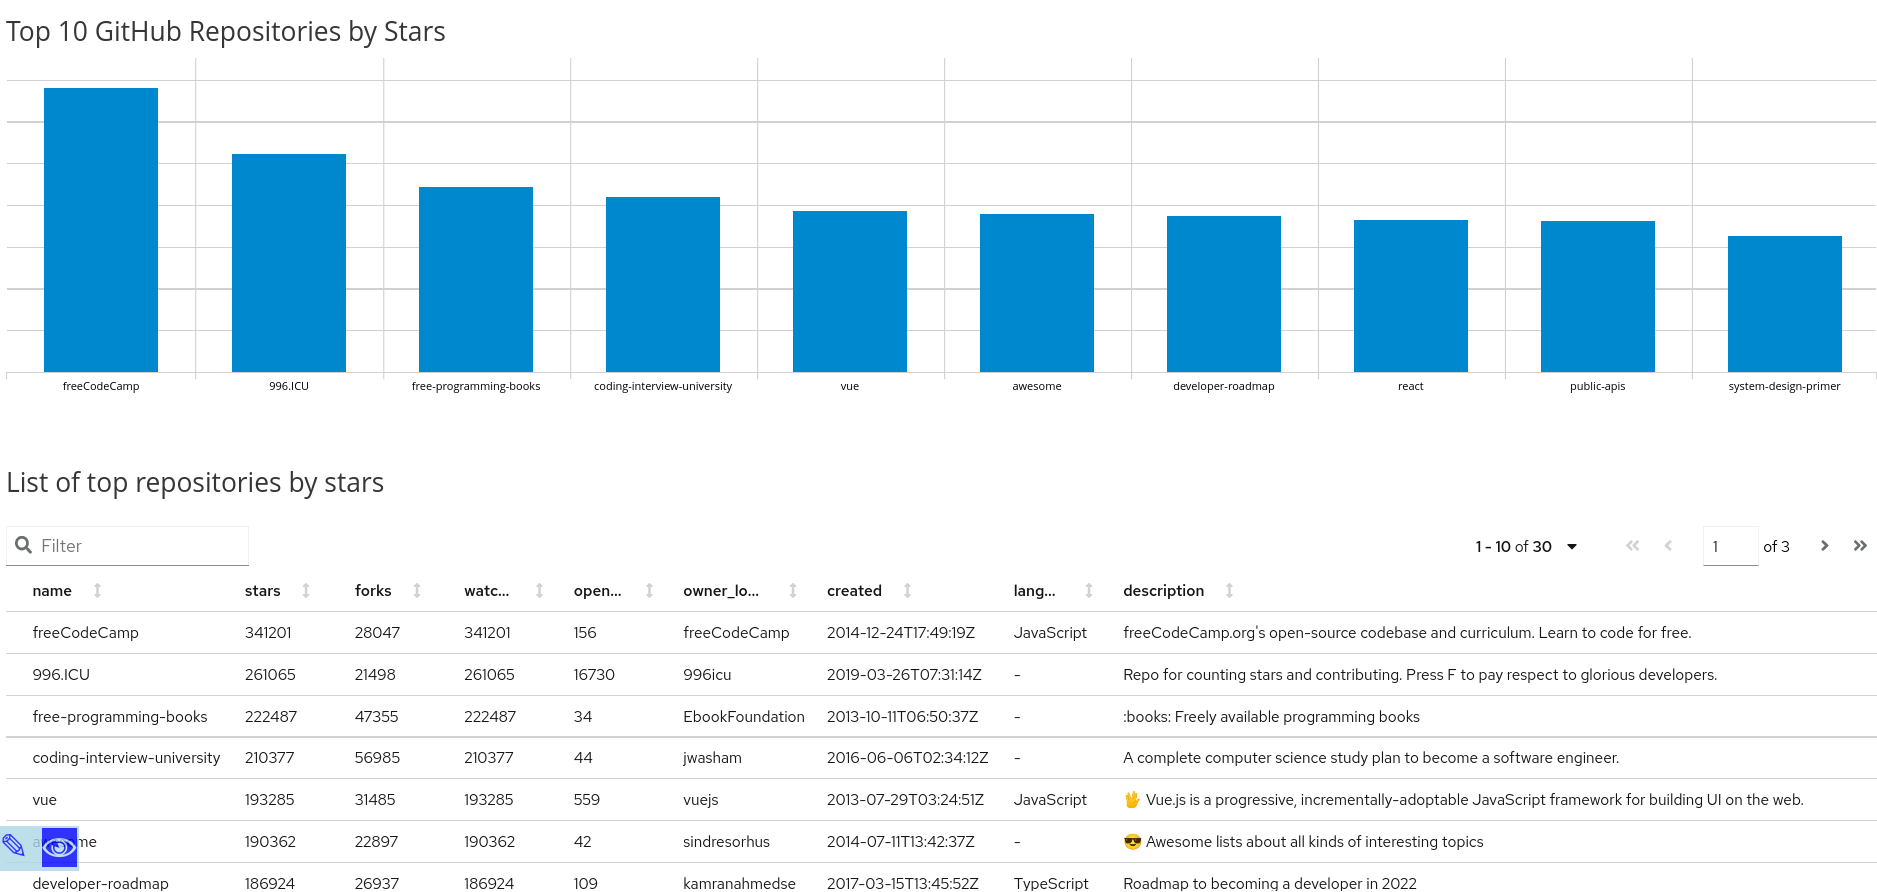 Top 10 GitHub Repositories by Stars
freeCodeCamp 996.ICU free-programming-books coding-interview-university vue awesome developer-roadmap react public-apis system-design-primer
List of top repositories by stars
Filter 1 - 10 of 30 1 of 3
name stars forks watc... open... owner_lo... created lang... description
freeCodeCamp 341201 28047 341201 156 freeCodeCamp 2014-12-24T17:49:19Z JavaScript freeCodeCamp.org's open-source codebase and curriculum. Learn to code for free.
996.ICU 261065 21498 261065 16730 996icu 2019-03-26T07:31:14Z - Repo for counting stars and contributing. Press F to pay respect to glorious developers.
free-programming-books 222487 47355 222487 34 EbookFoundation 2013-10-11T06:50:37Z - :books: Freely available programming books
coding-interview-university 210377 56985 210377 44 jwasham 2016-06-06T02:34:12Z - A complete computer science study plan to become a software engineer.
vue 193285 31485 193285 559 vuejs 2013-07-29T03:24:51Z JavaScript 🖖 Vue.js is a progressive, incrementally-adoptable JavaScript framework for building UI on the web.
190362 22897 190362 42 sindresorhus 2014-07-11T13:42:37Z - 😎 Awesome lists about all kinds of interesting topics
developer-roadmap 186924 26937 186924 109 kamranahmedse 2017-03-15T13:45:52Z TypeScript Roadmap to becoming a developer in 2022